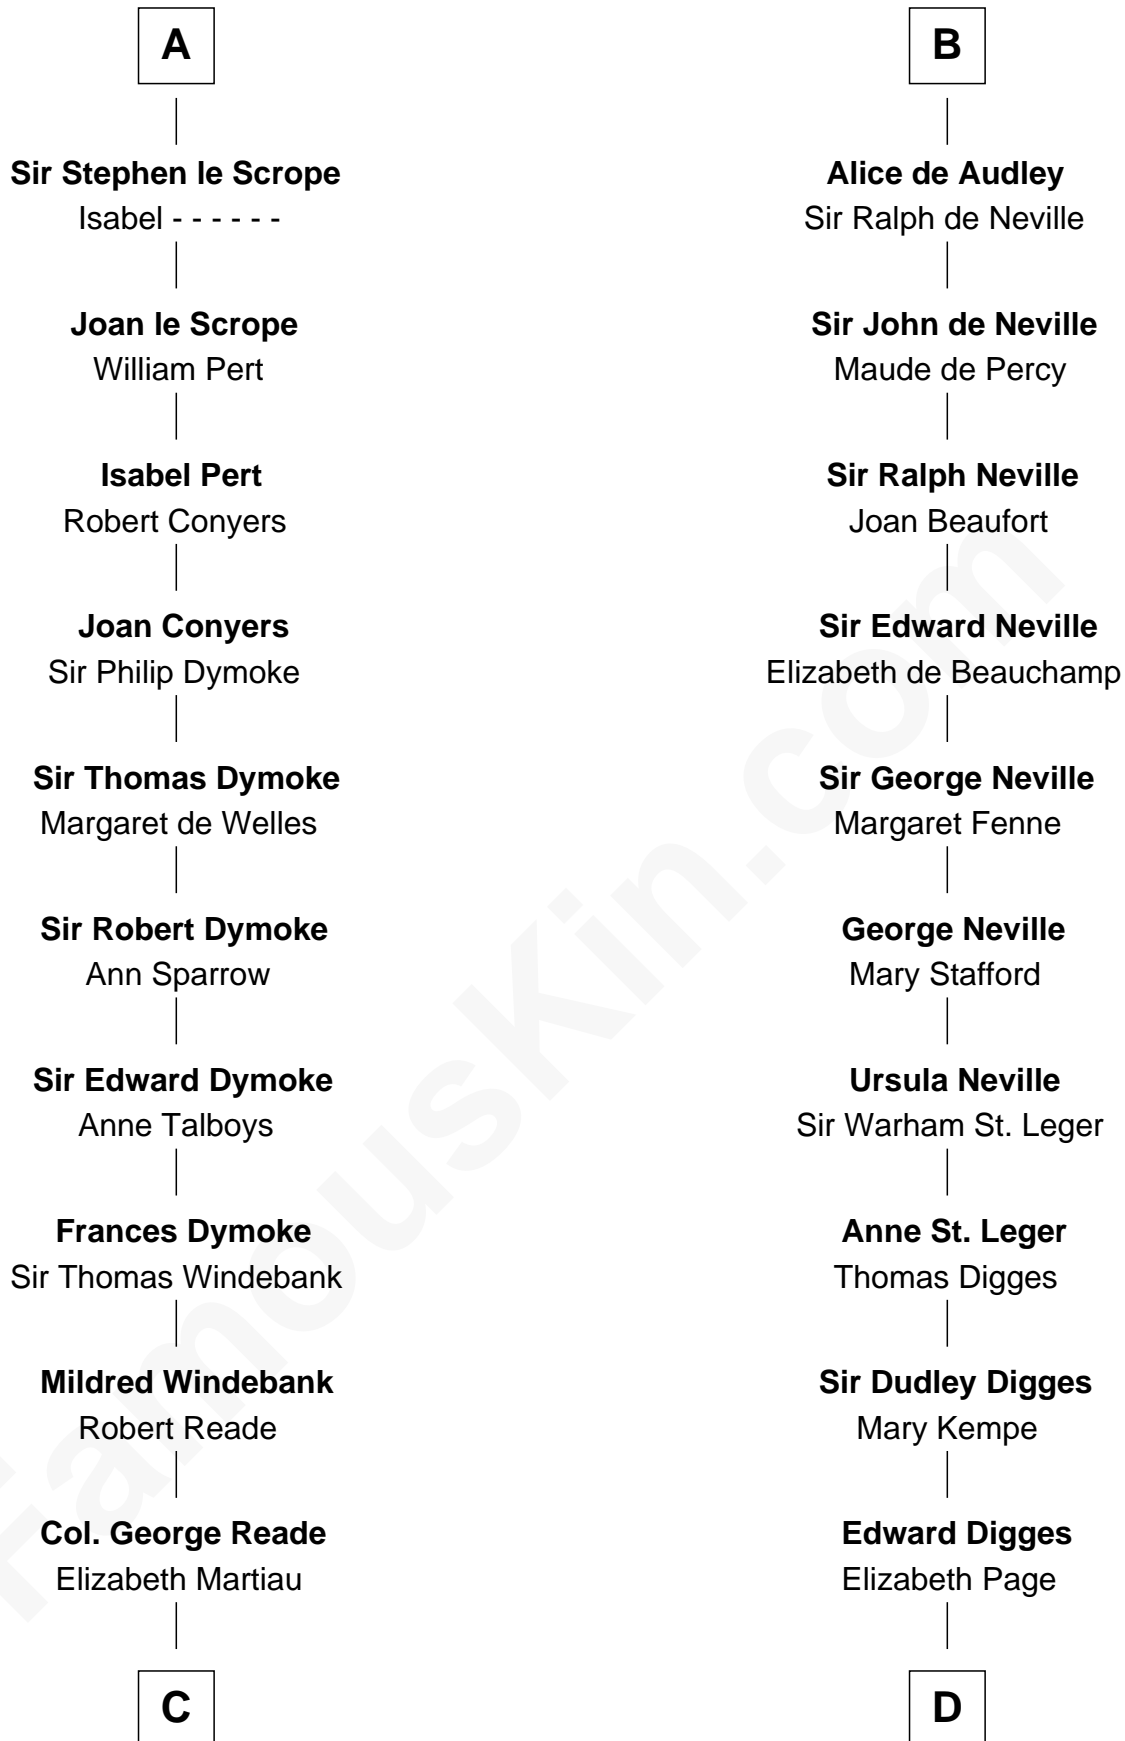 A
Sir Stephen le Scrope
Isabel - - - - - -
Joan le Scrope
William Pert
Isabel Pert
Robert Conyers
Joan Conyers
Sir Philip Dymoke
Sir Thomas Dymoke
Margaret de Welles
Sir Robert Dymoke
Ann Sparrow
Sir Edward Dymoke
Anne Talboys
Frances Dymoke
Sir Thomas Windebank
Mildred Windebank
Robert Reade
Col. George Reade
Elizabeth Martiau
C
B
Alice de Audley
Sir Ralph de Neville
Sir John de Neville
Maude de Percy
Sir Ralph Neville
Joan Beaufort
Sir Edward Neville
Elizabeth de Beauchamp
Sir George Neville
Margaret Fenne
George Neville
Mary Stafford
Ursula Neville
Sir Warham St. Leger
Anne St. Leger
Thomas Digges
Sir Dudley Digges
Mary Kempe
Edward Digges
Elizabeth Page
D
FamousKin.com